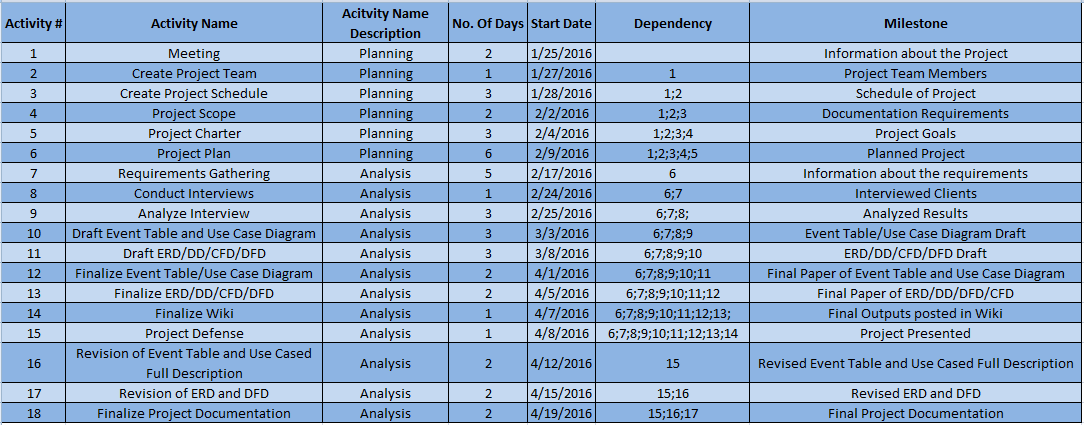 Activity # Activity Name Acitvity Name Description No. Of Days Start Date Dependency Milestone
1 Meeting Planning 2 1/25/2016 Information about the Project
2 Create Project Team Planning 1 1/27/2016 1 Project Team Members
3 Create Project Schedule Planning 3 1/28/2016 1;2 Schedule of Project
4 Project Scope Planning 2 2/2/2016 1;2;3 Documentation Requirements
5 Project Charter Planning 3 2/4/2016 1;2;3;4 Project Goals
6 Project Plan Planning 6 2/9/2016 1;2;3;4;5 Planned Project
7 Requirements Gathering Analysis 5 2/17/2016 6 Information about the requirements
8 Conduct Interviews Analysis 1 2/24/2016 6;7 Interviewed Clients
9 Analyze Interview Analysis 3 2/25/2016 6;7;8; Analyzed Results
10 Draft Event Table and Use Case Diagram Analysis 3 3/3/2016 6;7;8;9 Event Table/Use Case Diagram Draft
11 Draft ERD/DD/CFD/DFD Analysis 3 3/8/2016 6;7;8;9;10 ERD/DD/CFD/DFD Draft
12 Finalize Event Table/Use Case Diagram Analysis 2 4/1/2016 6;7;8;9;10;11 Final Paper of Event Table and Use Case Diagram
13 Finalize ERD/DD/CFD/DFD Analysis 2 4/5/2016 6;7;8;9;10;11;12 Final Paper of ERD/DD/DFD/CFD
14 Finalize Wiki Analysis 1 4/7/2016 6;7;8;9;10;11;12;13; Final Outputs posted in Wiki
15 Project Defense Analysis 1 4/8/2016 6;7;8;9;10;11;12;13;14 Project Presented
16 Revision of Event Table and Use Cased Full Description Analysis 2 4/12/2016 15 Revised Event Table and Use Cased Full Description
17 Revision of ERD and DFD Analysis 2 4/15/2016 15;16 Revised ERD and DFD
18 Finalize Project Documentation Analysis 2 4/19/2016 15;16;17 Final Project Documentation